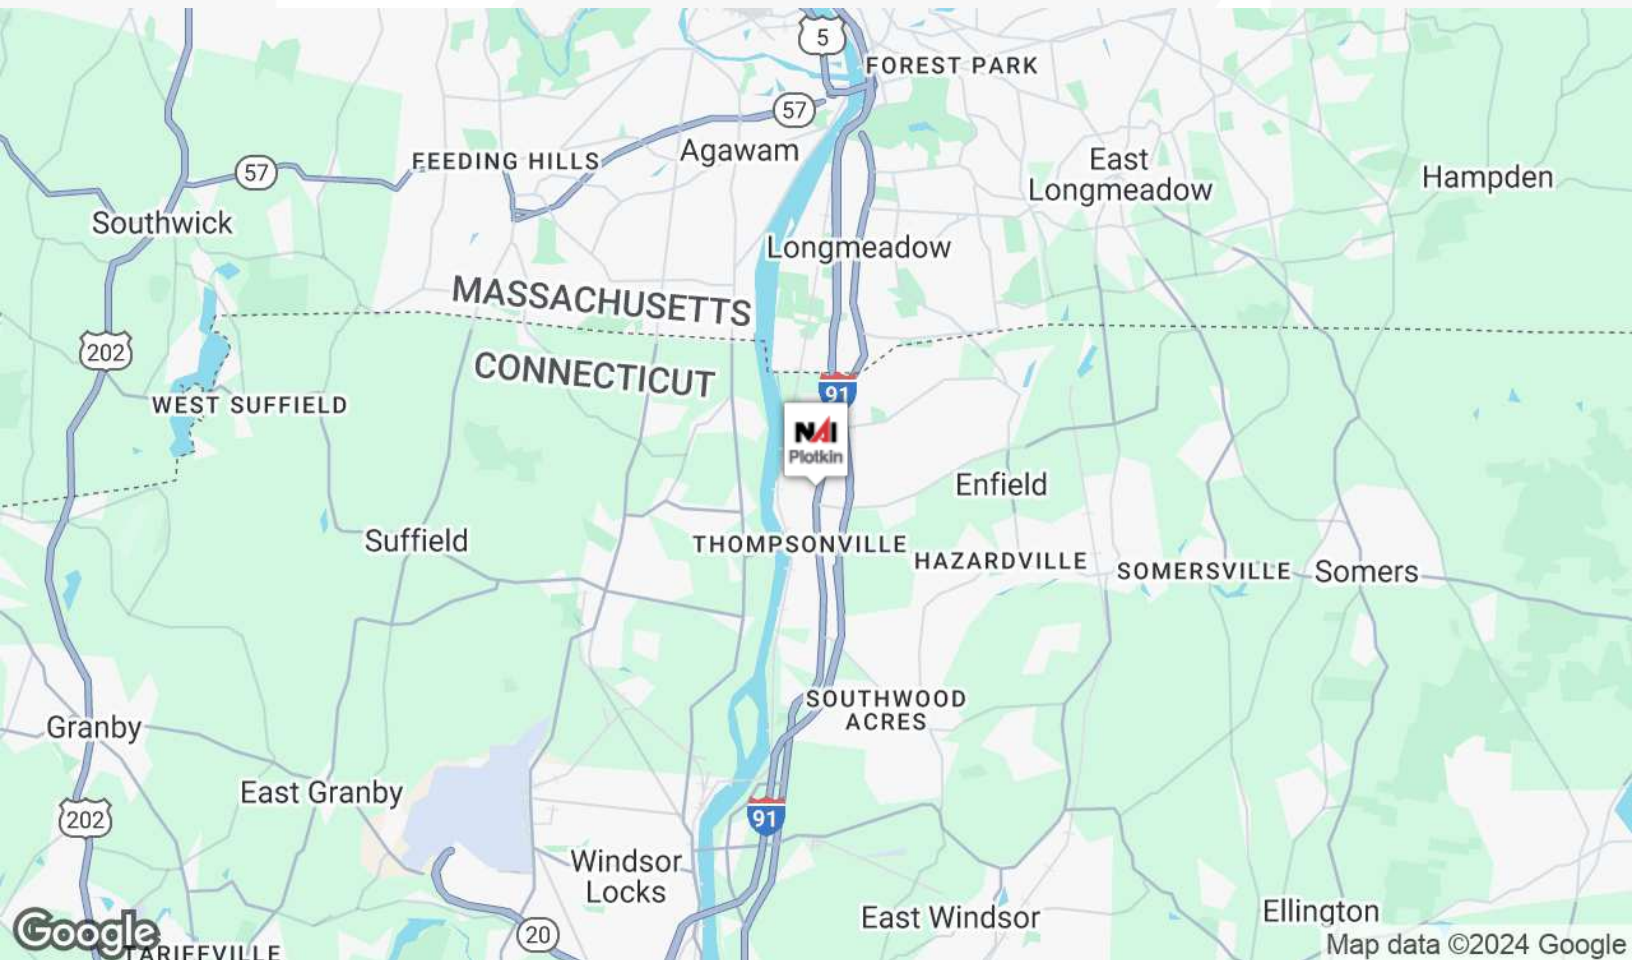 5
FOREST PARK
57
Agawam
FEEDING HILLS
57
East
Longmeadow
Hampden
Southwick
Longmeadow
MASSACHUSETTS
202
CONNECTICUT
91
WEST SUFFIELD
NAI
Plotkin
Enfield
Suffield
THOMPSONVILLE
HAZARDVILLE
SOMERSVILLE
Somers
SOUTHWOOD
ACRES
Granby
East Granby
202
91
Windsor
Locks
East Windsor
Ellington
20
Google
TARIFFVILLE
Map data ©2024 Google